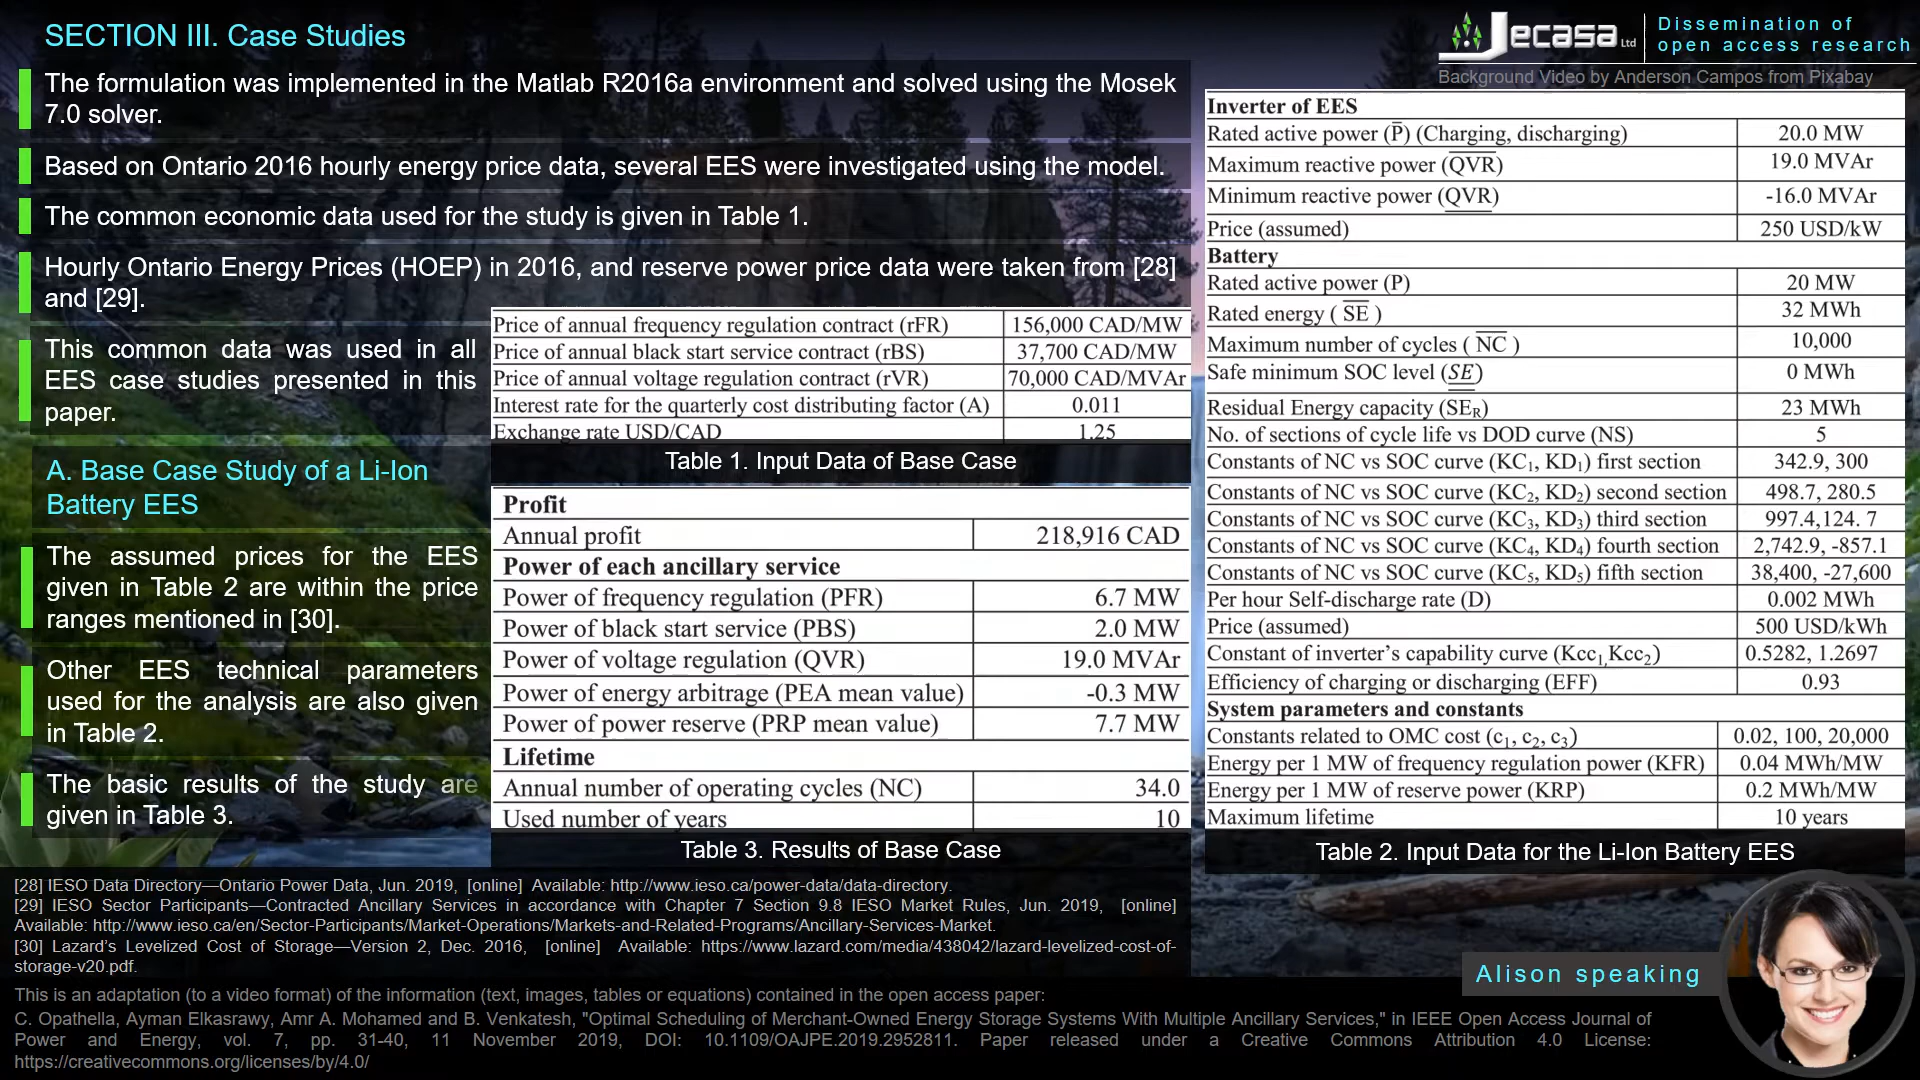 SECTION III. Case Studies
Jecasa Ltd
Dissemination of
open access research
Background Video by Anderson Campos from Pixabay
The formulation was implemented in the Matlab R2016a environment and solved using the Mosek
7.0 solver.
Based on Ontario 2016 hourly energy price data, several EES were investigated using the model.
The common economic data used for the study is given in Table 1.
Hourly Ontario Energy Prices (HOEP) in 2016, and reserve power price data were taken from [28]
and [29].
This common data was used in all
EES case studies presented in this
paper.
Price of annual frequency regulation contract (rFR) 156,000 CAD/MW
Price of annual black start service contract (rBS) 37,700 CAD/MW
Price of annual voltage regulation contract (rVR) 70,000 CAD/MVAr
Interest rate for the quarterly cost distributing factor (A) 0.011
Exchange rate USD/CAD 1.25
Table 1. Input Data of Base Case
A. Base Case Study of a Li-Ion
Battery EES
The assumed prices for the EES
given in Table 2 are within the price
ranges mentioned in [30].
Other EES technical parameters
used for the analysis are also given
in Table 2.
The basic results of the study are
given in Table 3.
Profit
Annual profit 218,916 CAD
Power of each ancillary service
Power of frequency regulation (PFR) 6.7 MW
Power of black start service (PBS) 2.0 MW
Power of voltage regulation (QVR) 19.0 MVAr
Power of energy arbitrage (PEA mean value) -0.3 MW
Power of power reserve (PRP mean value) 7.7 MW
Lifetime
Annual number of operating cycles (NC) 34.0
Used number of years 10
Table 3. Results of Base Case
Inverter of EES
Rated active power (P̅) (Charging, discharging) 20.0 MW
Maximum reactive power (Q̅V̅R̅) 19.0 MVAr
Minimum reactive power (Q̲V̲R̲) -16.0 MVAr
Price (assumed) 250 USD/kW
Battery
Rated active power (P) 20 MW
Rated energy ( S̅E̅ ) 32 MWh
Maximum number of cycles ( N̅C̅ ) 10,000
Safe minimum SOC level (S̲E̲) 0 MWh
Residual Energy capacity (SE_R) 23 MWh
No. of sections of cycle life vs DOD curve (NS) 5
Constants of NC vs SOC curve (KC₁, KD₁) first section 342.9, 300
Constants of NC vs SOC curve (KC₂, KD₂) second section 498.7, 280.5
Constants of NC vs SOC curve (KC₃, KD₃) third section 997.4,124. 7
Constants of NC vs SOC curve (KC₄, KD₄) fourth section 2,742.9, -857.1
Constants of NC vs SOC curve (KC₅, KD₅) fifth section 38,400, -27,600
Per hour Self-discharge rate (D) 0.002 MWh
Price (assumed) 500 USD/kWh
Constant of inverter's capability curve (Kcc₁,Kcc₂) 0.5282, 1.2697
Efficiency of charging or discharging (EFF) 0.93
System parameters and constants
Constants related to OMC cost (c₁, c₂, c₃) 0.02, 100, 20,000
Energy per 1 MW of frequency regulation power (KFR) 0.04 MWh/MW
Energy per 1 MW of reserve power (KRP) 0.2 MWh/MW
Maximum lifetime 10 years
Table 2. Input Data for the Li-Ion Battery EES
[28] IESO Data Directory—Ontario Power Data, Jun. 2019, [online] Available: http://www.ieso.ca/power-data/data-directory.
[29] IESO Sector Participants—Contracted Ancillary Services in accordance with Chapter 7 Section 9.8 IESO Market Rules, Jun. 2019, [online]
Available: http://www.ieso.ca/en/Sector-Participants/Market-Operations/Markets-and-Related-Programs/Ancillary-Services-Market.
[30] Lazard's Levelized Cost of Storage—Version 2, Dec. 2016, [online] Available: https://www.lazard.com/media/438042/lazard-levelized-cost-of-
storage-v20.pdf.
Alison speaking
This is an adaptation (to a video format) of the information (text, images, tables or equations) contained in the open access paper:
C. Opathella, Ayman Elkasrawy, Amr A. Mohamed and B. Venkatesh, "Optimal Scheduling of Merchant-Owned Energy Storage Systems With Multiple Ancillary Services," in IEEE Open Access Journal of
Power and Energy, vol. 7, pp. 31-40, 11 November 2019, DOI: 10.1109/OAJPE.2019.2952811. Paper released under a Creative Commons Attribution 4.0 License:
https://creativecommons.org/licenses/by/4.0/